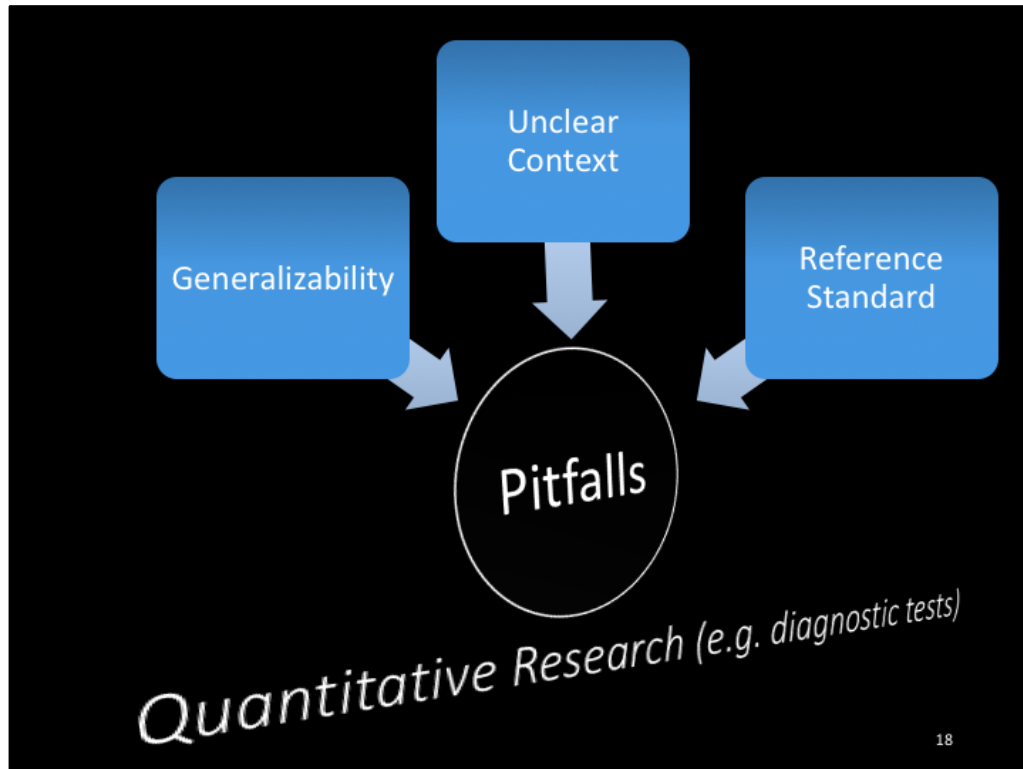 Unclear
Context
Generalizability
Reference
Standard
Pitfalls
Quantitative Research (e.g. diagnostic tests)
18